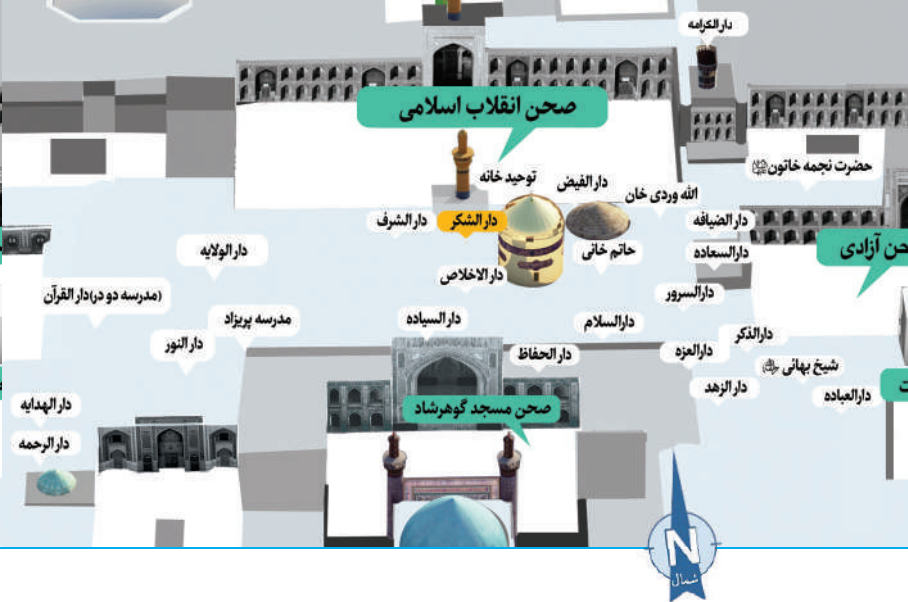 دارالکرامه
صحن انقلاب اسلامی
حضرت نجمه خاتون
توحید خانه
دارالفیض
الله وردی خان
دارالضیافه
دارالشرف
دارالشکر
حاتم خانی
دارالسعاده
صحن آزادی
دارالولایه
دارالاخلاص
دارالسرور
(مدرسه دو در)دارالقرآن
مدرسه پریزاد
دارالسیاده
دارالسلام
دارالذکر
دارالنور
دارالحفاظ
دارالعزه
شیخ بهائی
دارالزهد
دارالعباده
صحن مسجد گوهرشاد
دارالهدایه
دارالرحمه
N
شمال